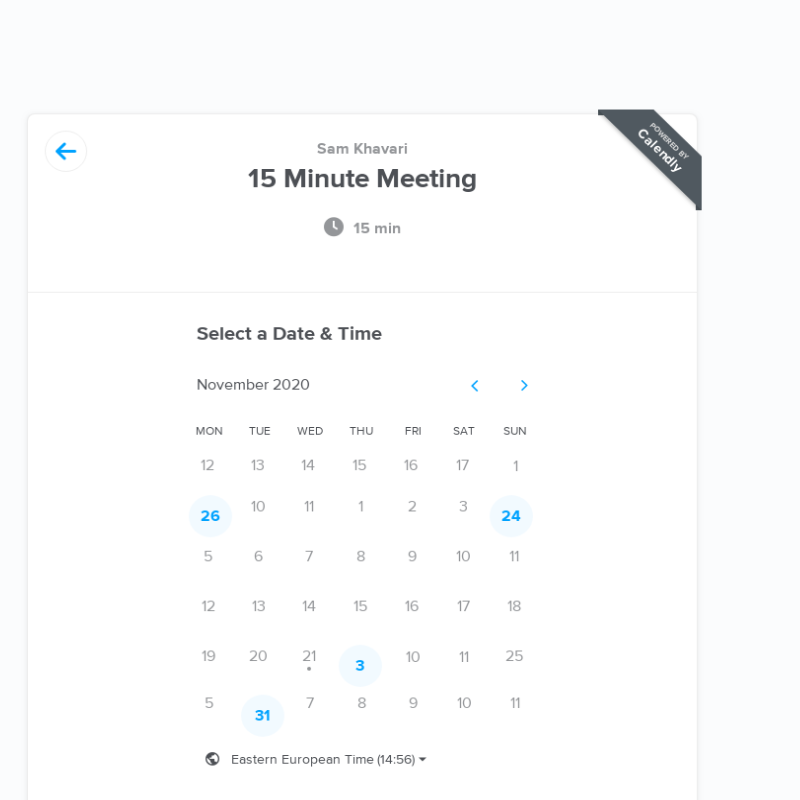 POWERED BY
Calendly
Sam Khavari
15 Minute Meeting
15 min
Select a Date & Time
November 2020
MON TUE WED THU FRI SAT SUN
12 13 14 15 16 17 1
26 10 11 1 2 3 24
5 6 7 8 9 10 11
12 13 14 15 16 17 18
19 20 21 3 10 11 25
5 31 7 8 9 10 11
Eastern European Time (14:56)